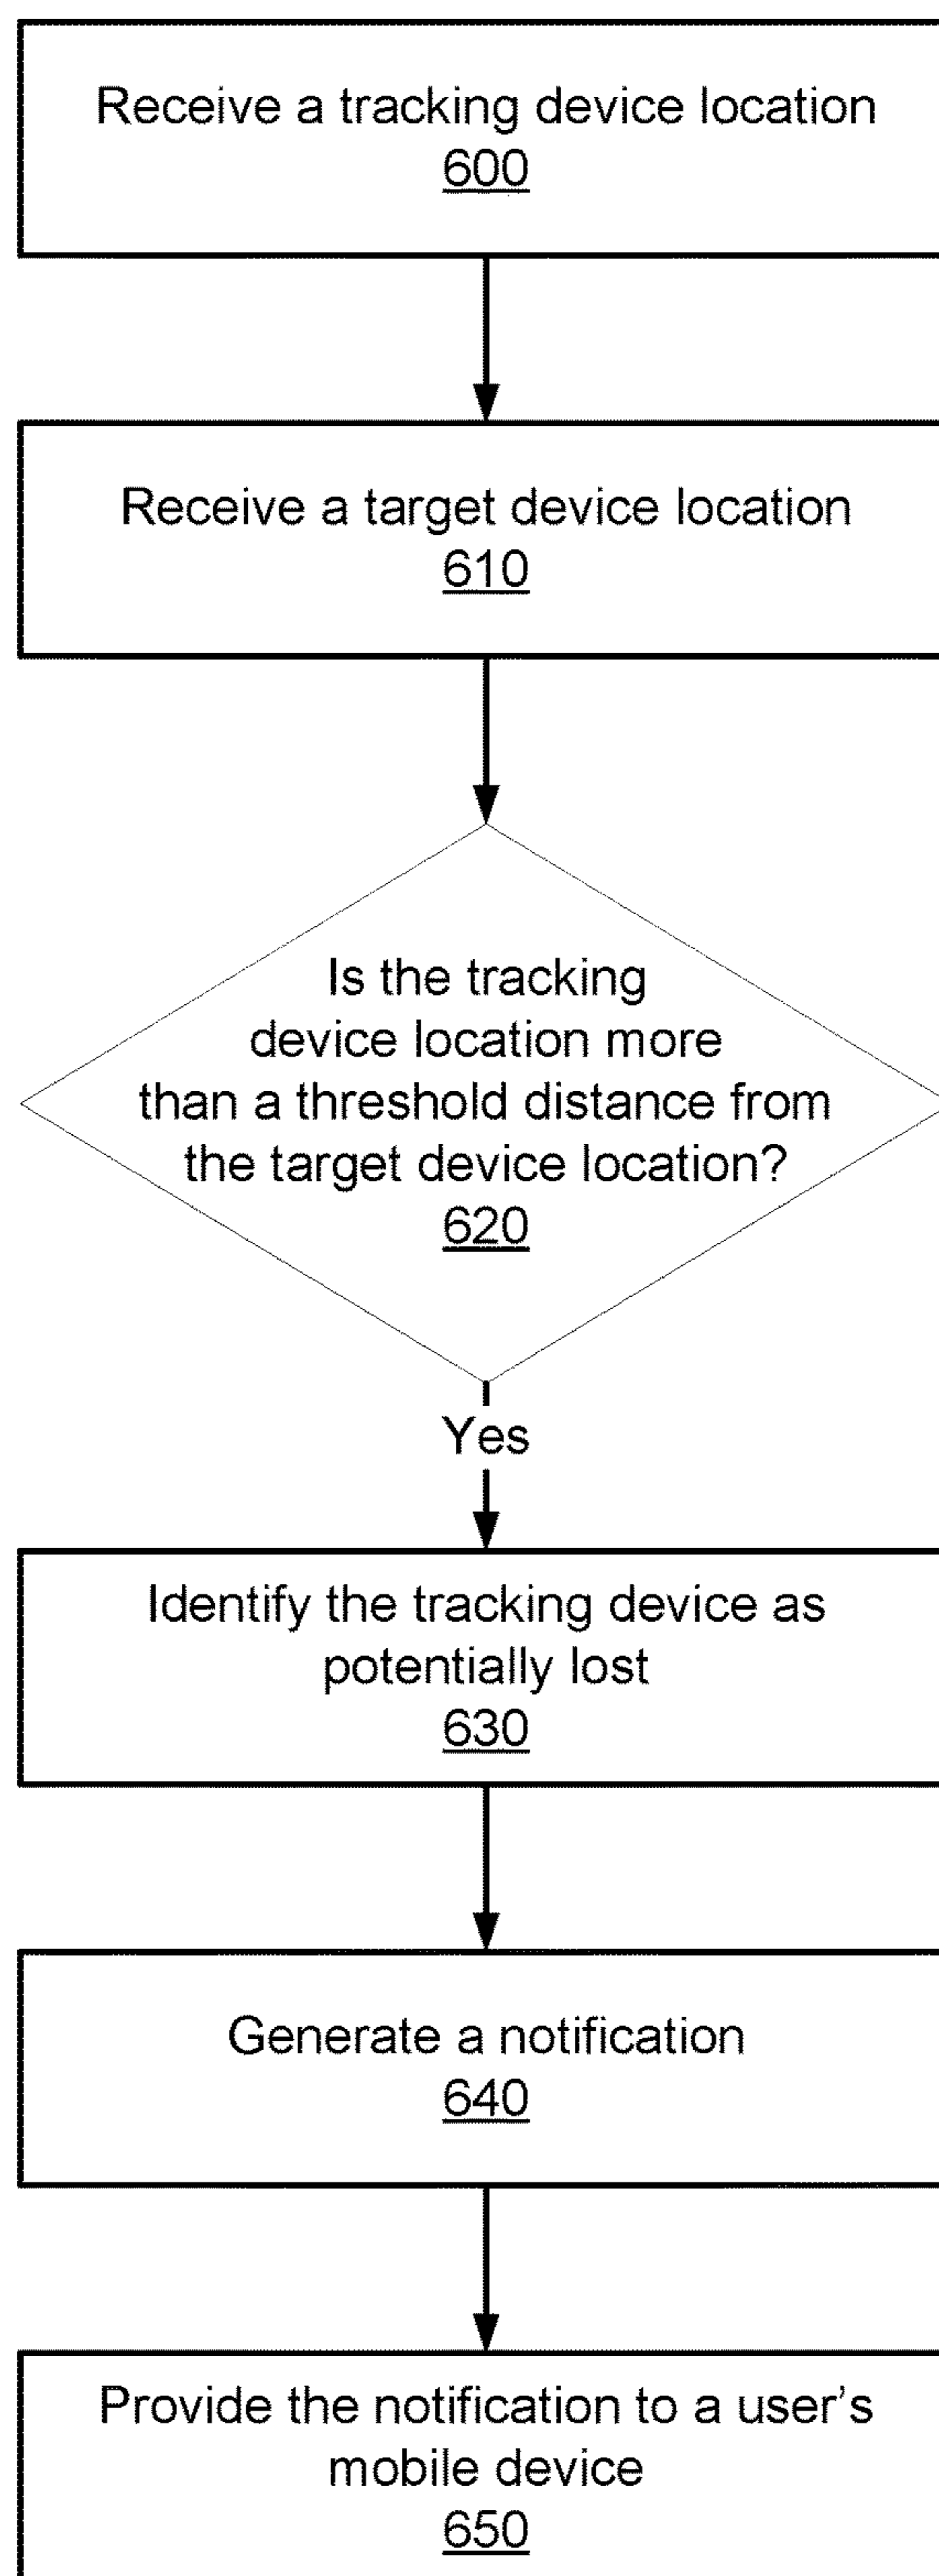 Receive a tracking device location
600
Receive a target device location
610
Is the tracking
device location more
than a threshold distance from
the target device location?
620
Yes
Identify the tracking device as
potentially lost
630
Generate a notification
640
Provide the notification to a user’s
mobile device
650